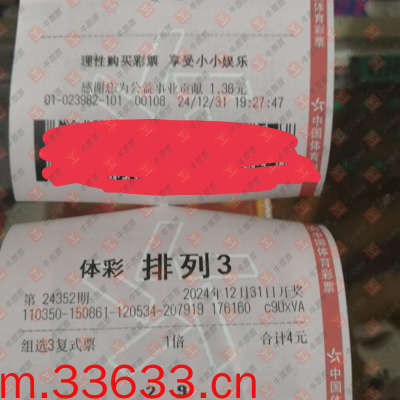 理性购买彩票 享受小小娱乐
感谢您为公益事业贡献 1.36元
01-023982-101 00108 24/12/31 19:27:47
中国体育彩票
体彩 排列3
第 24352期 2024年12月31日开奖
110350-150861-120534-207919 176160 c9UxVA
组选3复式票 1倍 合计4元
中国体育彩票
m.33633.cn